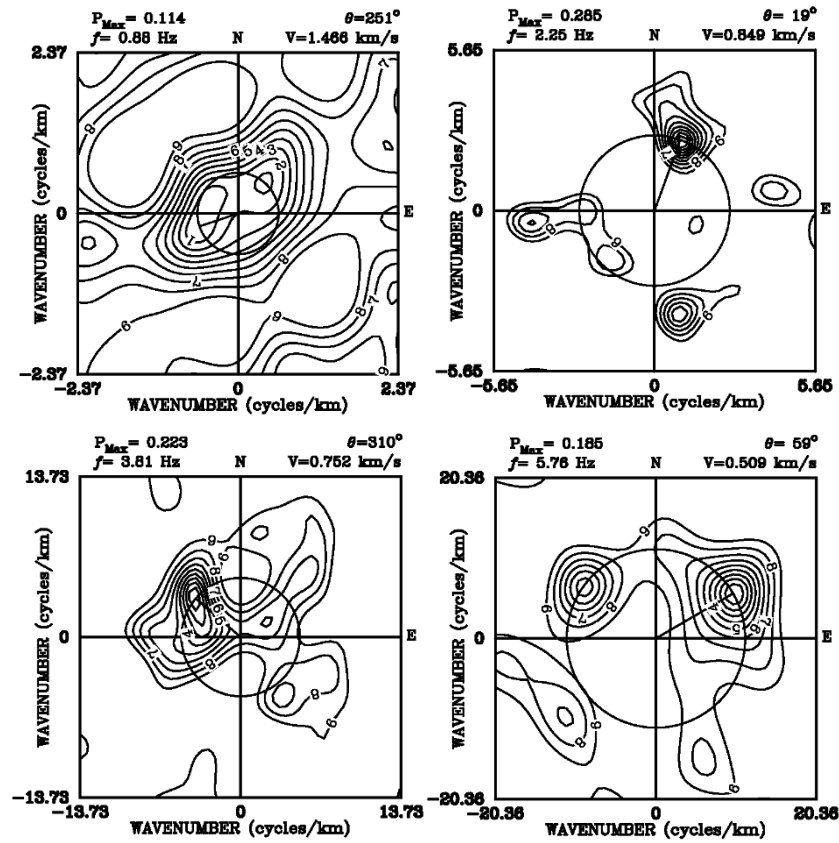 P_Max = 0.114 θ=251°
f= 0.88 Hz N V=1.466 km/s
2.37
WAVENUMBER (cycles/km)
0
E
−2.37
−2.37 0 2.37
WAVENUMBER (cycles/km)
P_Max = 0.285 θ= 19°
f= 2.25 Hz N V=0.849 km/s
5.65
WAVENUMBER (cycles/km)
0
E
−5.65
−5.65 0 5.65
WAVENUMBER (cycles/km)
P_Max = 0.223 θ=310°
f= 3.81 Hz N V=0.752 km/s
13.73
WAVENUMBER (cycles/km)
0
E
−13.73
−13.73 0 13.73
WAVENUMBER (cycles/km)
P_Max = 0.185 θ= 59°
f= 5.76 Hz N V=0.509 km/s
20.36
WAVENUMBER (cycles/km)
0
E
−20.36
−20.36 0 20.36
WAVENUMBER (cycles/km)